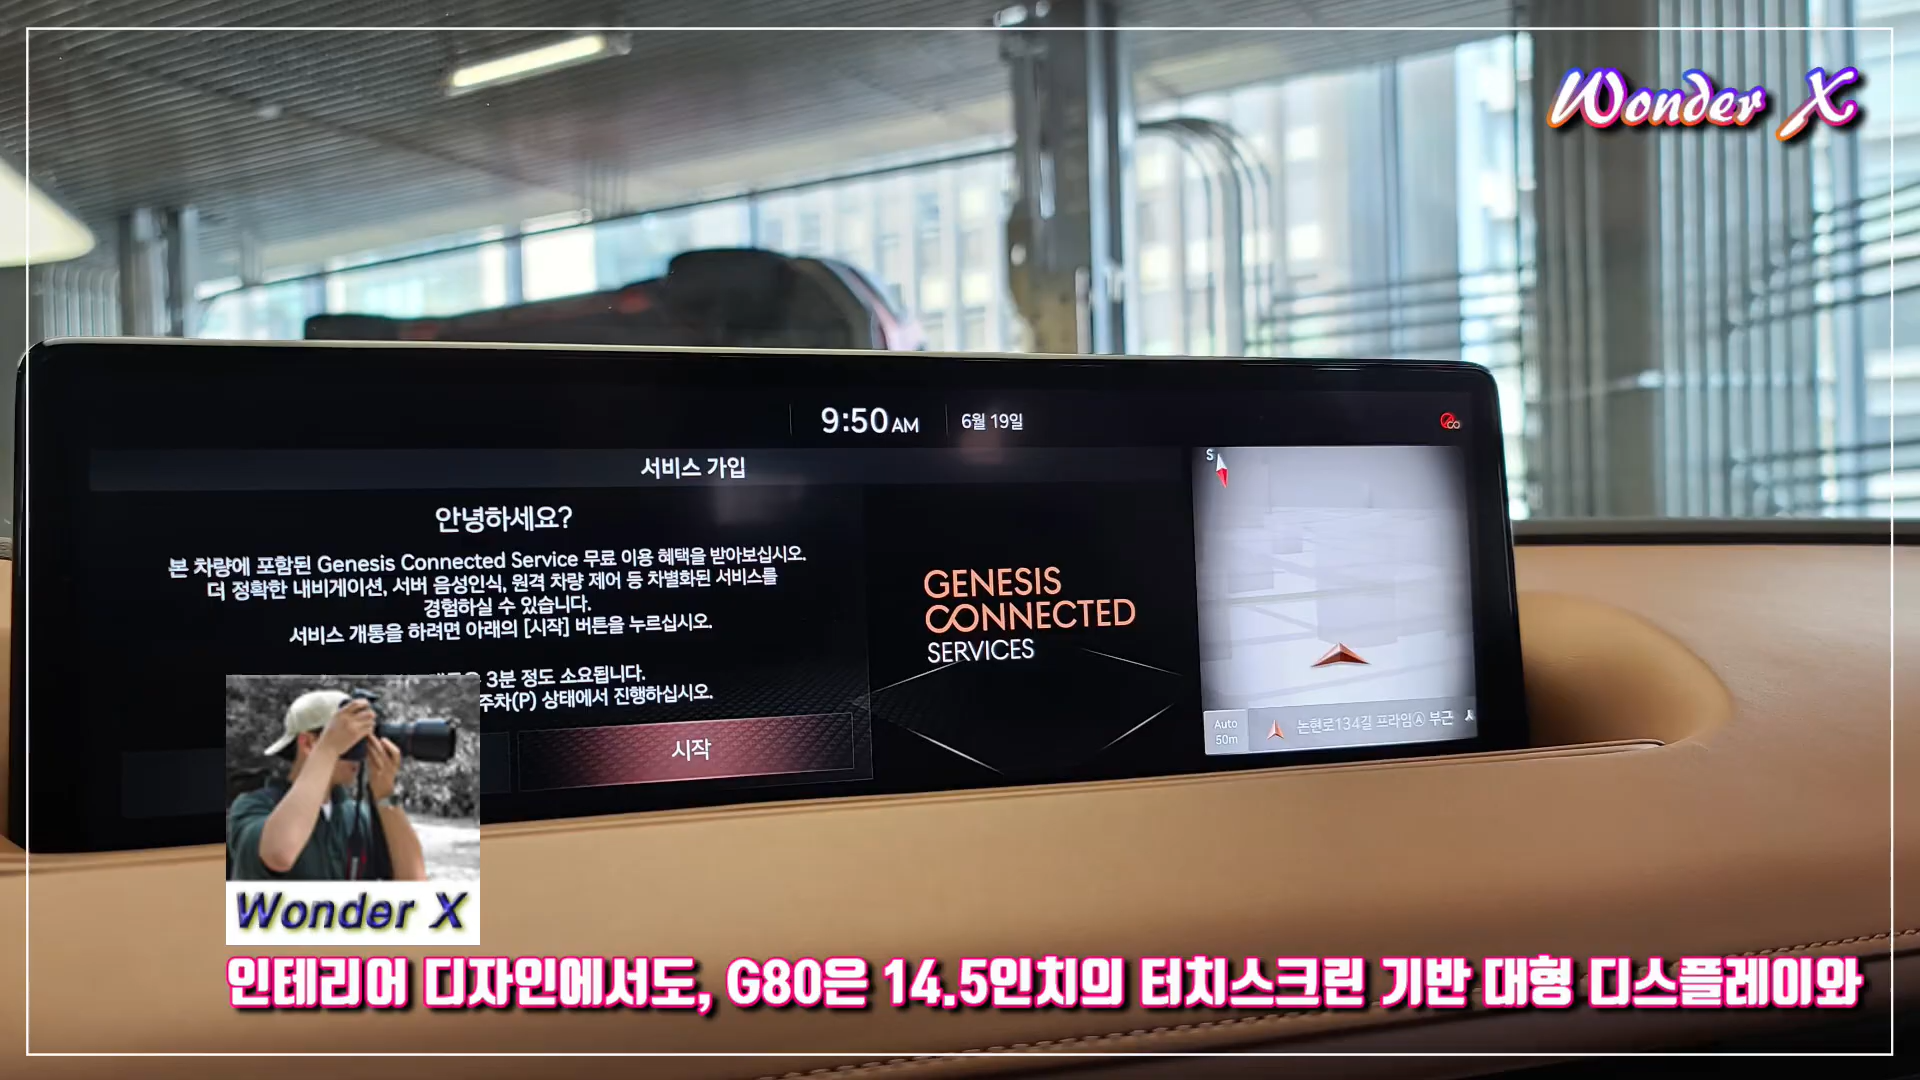 Wonder X
9:50 AM
6월 19일
서비스 가입
안녕하세요?
본 차량에 포함된 Genesis Connected Service 무료 이용 혜택을 받아보십시오.
더 정확한 내비게이션, 서버 음성인식, 원격 차량 제어 등 차별화된 서비스를
경험하실 수 있습니다.
서비스 개통을 하려면 아래의 [시작] 버튼을 누르십시오.
3분 정도 소요됩니다.
주차(P) 상태에서 진행하십시오.
시작
GENESIS
CONNECTED
SERVICES
S
Auto
50m
논현로134길 프라임Ⓐ 부근
Wonder X
인테리어 디자인에서도, G80은 14.5인치의 터치스크린 기반 대형 디스플레이와